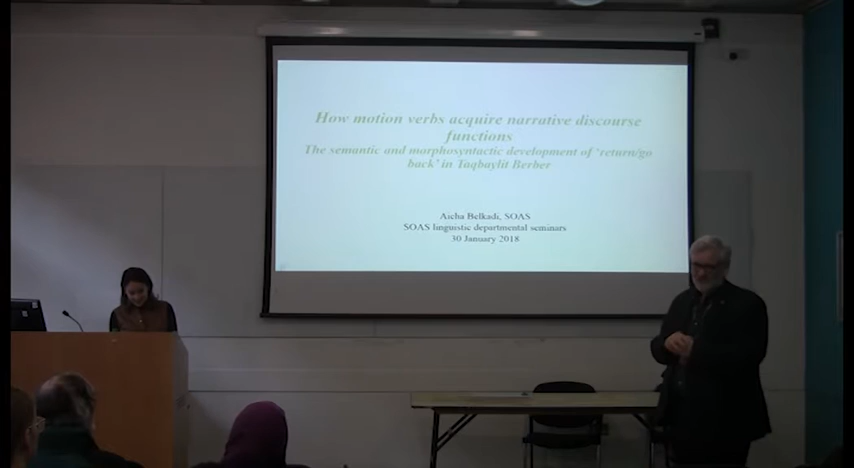 How motion verbs acquire narrative discourse
functions
The semantic and morphosyntactic development of ‘return/go
back’ in Taqbaylit Berber
Aicha Belkadi, SOAS
SOAS linguistic departmental seminars
30 January 2018